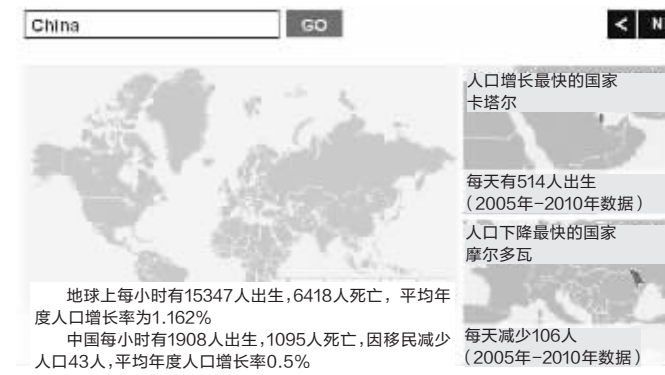 China
GO
< N
人口增长最快的国家
卡塔尔
每天有514人出生
（2005年-2010年数据）
人口下降最快的国家
摩尔多瓦
每天减少106人
（2005年-2010年数据）
地球上每小时有15347人出生，6418人死亡，平均年
度人口增长率为1.162%
中国每小时有1908人出生，1095人死亡，因移民减少
人口43人，平均年度人口增长率0.5%